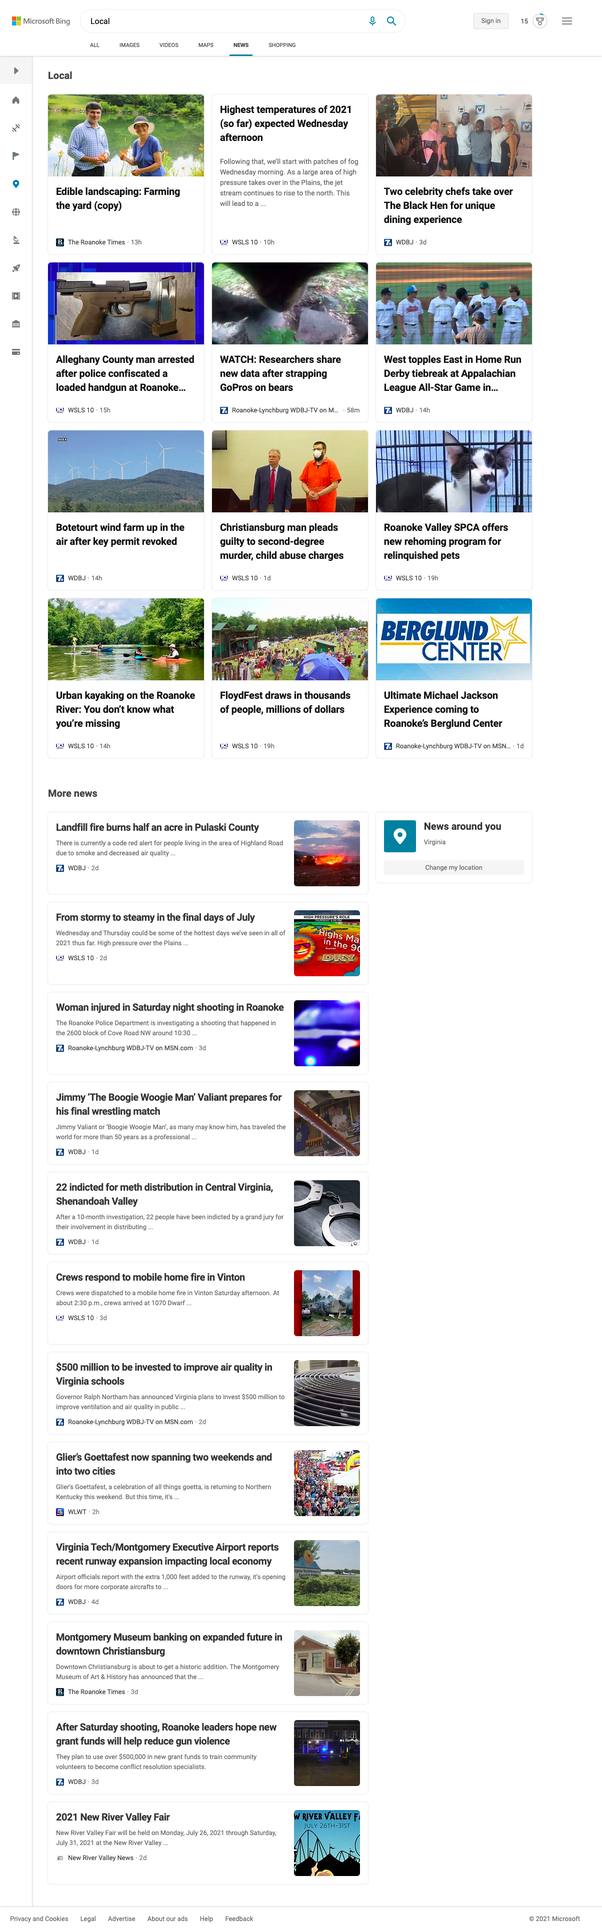 Microsoft Bing
Local
Sign in
15
ALL
IMAGES
VIDEOS
MAPS
NEWS
SHOPPING
Local
Edible landscaping: Farming
the yard (copy)
The Roanoke Times · 13h
Highest temperatures of 2021
(so far) expected Wednesday
afternoon
Following that, we'll start with patches of fog
Wednesday morning. As a large area of high
pressure takes over in the Plains, the jet
stream continues to rise to the north. This
will lead to a ...
WSLS 10 · 10h
Two celebrity chefs take over
The Black Hen for unique
dining experience
WDBJ · 3d
Alleghany County man arrested
after police confiscated a
loaded handgun at Roanoke…
WSLS 10 · 15h
WATCH: Researchers share
new data after strapping
GoPros on bears
Roanoke-Lynchburg WDBJ-TV on M… · 58m
West topples East in Home Run
Derby tiebreak at Appalachian
League All-Star Game in…
WDBJ · 14h
Botetourt wind farm up in the
air after key permit revoked
WDBJ · 14h
Christiansburg man pleads
guilty to second-degree
murder, child abuse charges
WSLS 10 · 1d
Roanoke Valley SPCA offers
new rehoming program for
relinquished pets
WSLS 10 · 19h
Urban kayaking on the Roanoke
River: You don't know what
you're missing
WSLS 10 · 14h
FloydFest draws in thousands
of people, millions of dollars
WSLS 10 · 19h
BERGLUND
CENTER
Ultimate Michael Jackson
Experience coming to
Roanoke's Berglund Center
Roanoke-Lynchburg WDBJ-TV on MSN… · 1d
More news
Landfill fire burns half an acre in Pulaski County
There is currently a code red alert for people living in the area of Highland Road
due to smoke and decreased air quality ...
WDBJ · 2d
News around you
Virginia
Change my location
From stormy to steamy in the final days of July
Wednesday and Thursday could be some of the hottest days we've seen in all of
2021 thus far. High pressure over the Plains ...
WSLS 10 · 2d
HIGH PRESSURE'S ROLE
Highs Ma
in the 90
DRY
Woman injured in Saturday night shooting in Roanoke
The Roanoke Police Department is investigating a shooting that happened in
the 2600 block of Cove Road NW around 10:30 ...
Roanoke-Lynchburg WDBJ-TV on MSN.com · 3d
Jimmy 'The Boogie Woogie Man' Valiant prepares for
his final wrestling match
Jimmy Valiant or 'Boogie Woogie Man', as many may know him, has traveled the
world for more than 50 years as a professional ...
WDBJ · 1d
22 indicted for meth distribution in Central Virginia,
Shenandoah Valley
After a 10-month investigation, 22 people have been indicted by a grand jury for
their involvement in distributing ...
WDBJ · 1d
Crews respond to mobile home fire in Vinton
Crews were dispatched to a mobile home fire in Vinton Saturday afternoon. At
about 2:30 p.m., crews arrived at 1070 Dwarf ...
WSLS 10 · 3d
$500 million to be invested to improve air quality in
Virginia schools
Governor Ralph Northam has announced Virginia plans to invest $500 million to
improve ventilation and air quality in public ...
Roanoke-Lynchburg WDBJ-TV on MSN.com · 2d
Glier's Goettafest now spanning two weekends and
into two cities
Glier's Goettafest, a celebration of all things goetta, is returning to Northern
Kentucky this weekend. But this time, it's ...
WLWT · 2h
Virginia Tech/Montgomery Executive Airport reports
recent runway expansion impacting local economy
Airport officials report with the extra 1,000 feet added to the runway, it's opening
doors for more corporate aircrafts to ...
WDBJ · 4d
Montgomery Museum banking on expanded future in
downtown Christiansburg
Downtown Christiansburg is about to get a historic addition. The Montgomery
Museum of Art & History has announced that the ...
The Roanoke Times · 3d
After Saturday shooting, Roanoke leaders hope new
grant funds will help reduce gun violence
They plan to use over $500,000 in new grant funds to train community
volunteers to become conflict resolution specialists.
WDBJ · 3d
2021 New River Valley Fair
New River Valley Fair will be held on Monday, July 26, 2021 through Saturday,
July 31, 2021 at the New River Valley ...
New River Valley News · 2d
W RIVER VALLEY F
JULY 26TH-31ST
Privacy and Cookies
Legal
Advertise
About our ads
Help
Feedback
© 2021 Microsoft